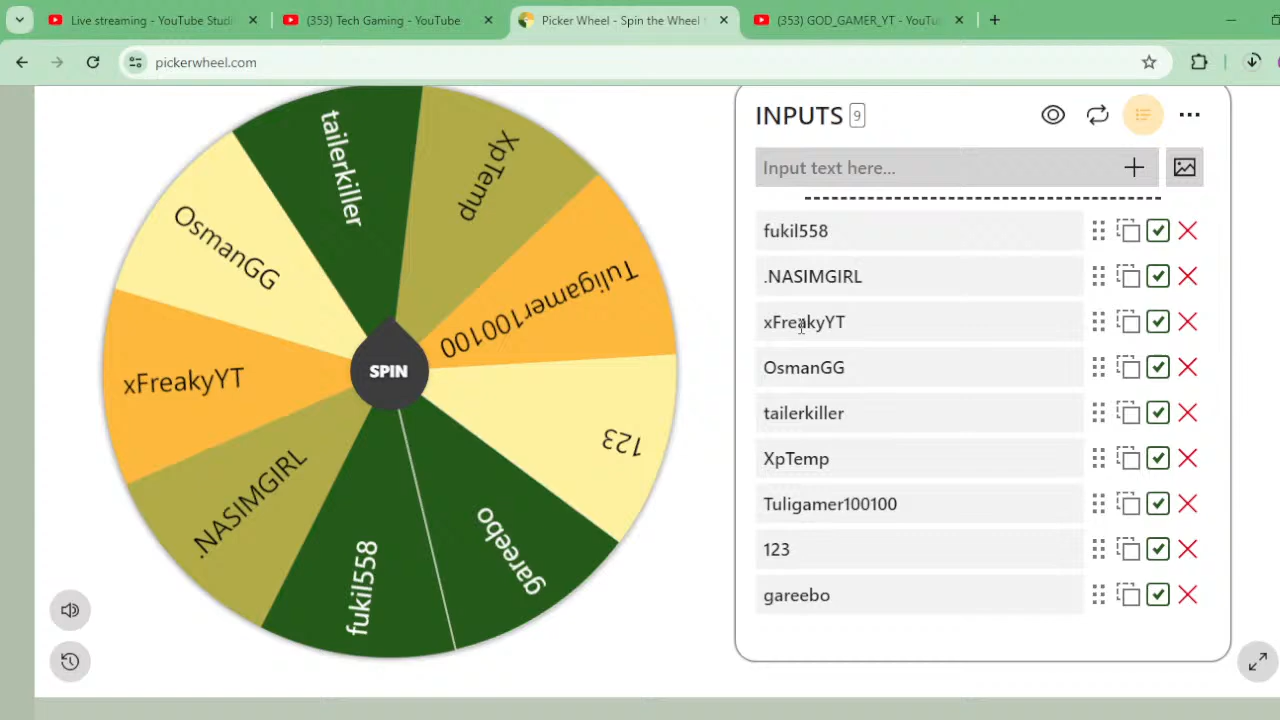 Live streaming - YouTube Studi
(353) Tech Gaming - YouTube
Picker Wheel - Spin the Wheel
(353) GOD_GAMER_YT - YouTu
pickerwheel.com
tailerkiller
XpTemp
OsmanGG
Tuligamer100100
xFreakyYT
SPIN
123
.NASIMGIRL
gareebo
fukil558
INPUTS 9
Input text here...
fukil558
.NASIMGIRL
xFreakyYT
OsmanGG
tailerkiller
XpTemp
Tuligamer100100
123
gareebo